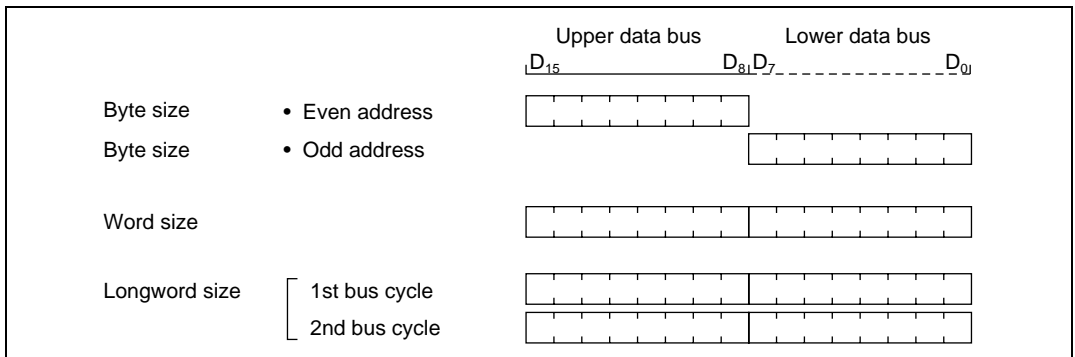 Upper data bus Lower data bus
D15 D8 D7 D0
Byte size • Even address
Byte size • Odd address
Word size
Longword size 1st bus cycle
2nd bus cycle